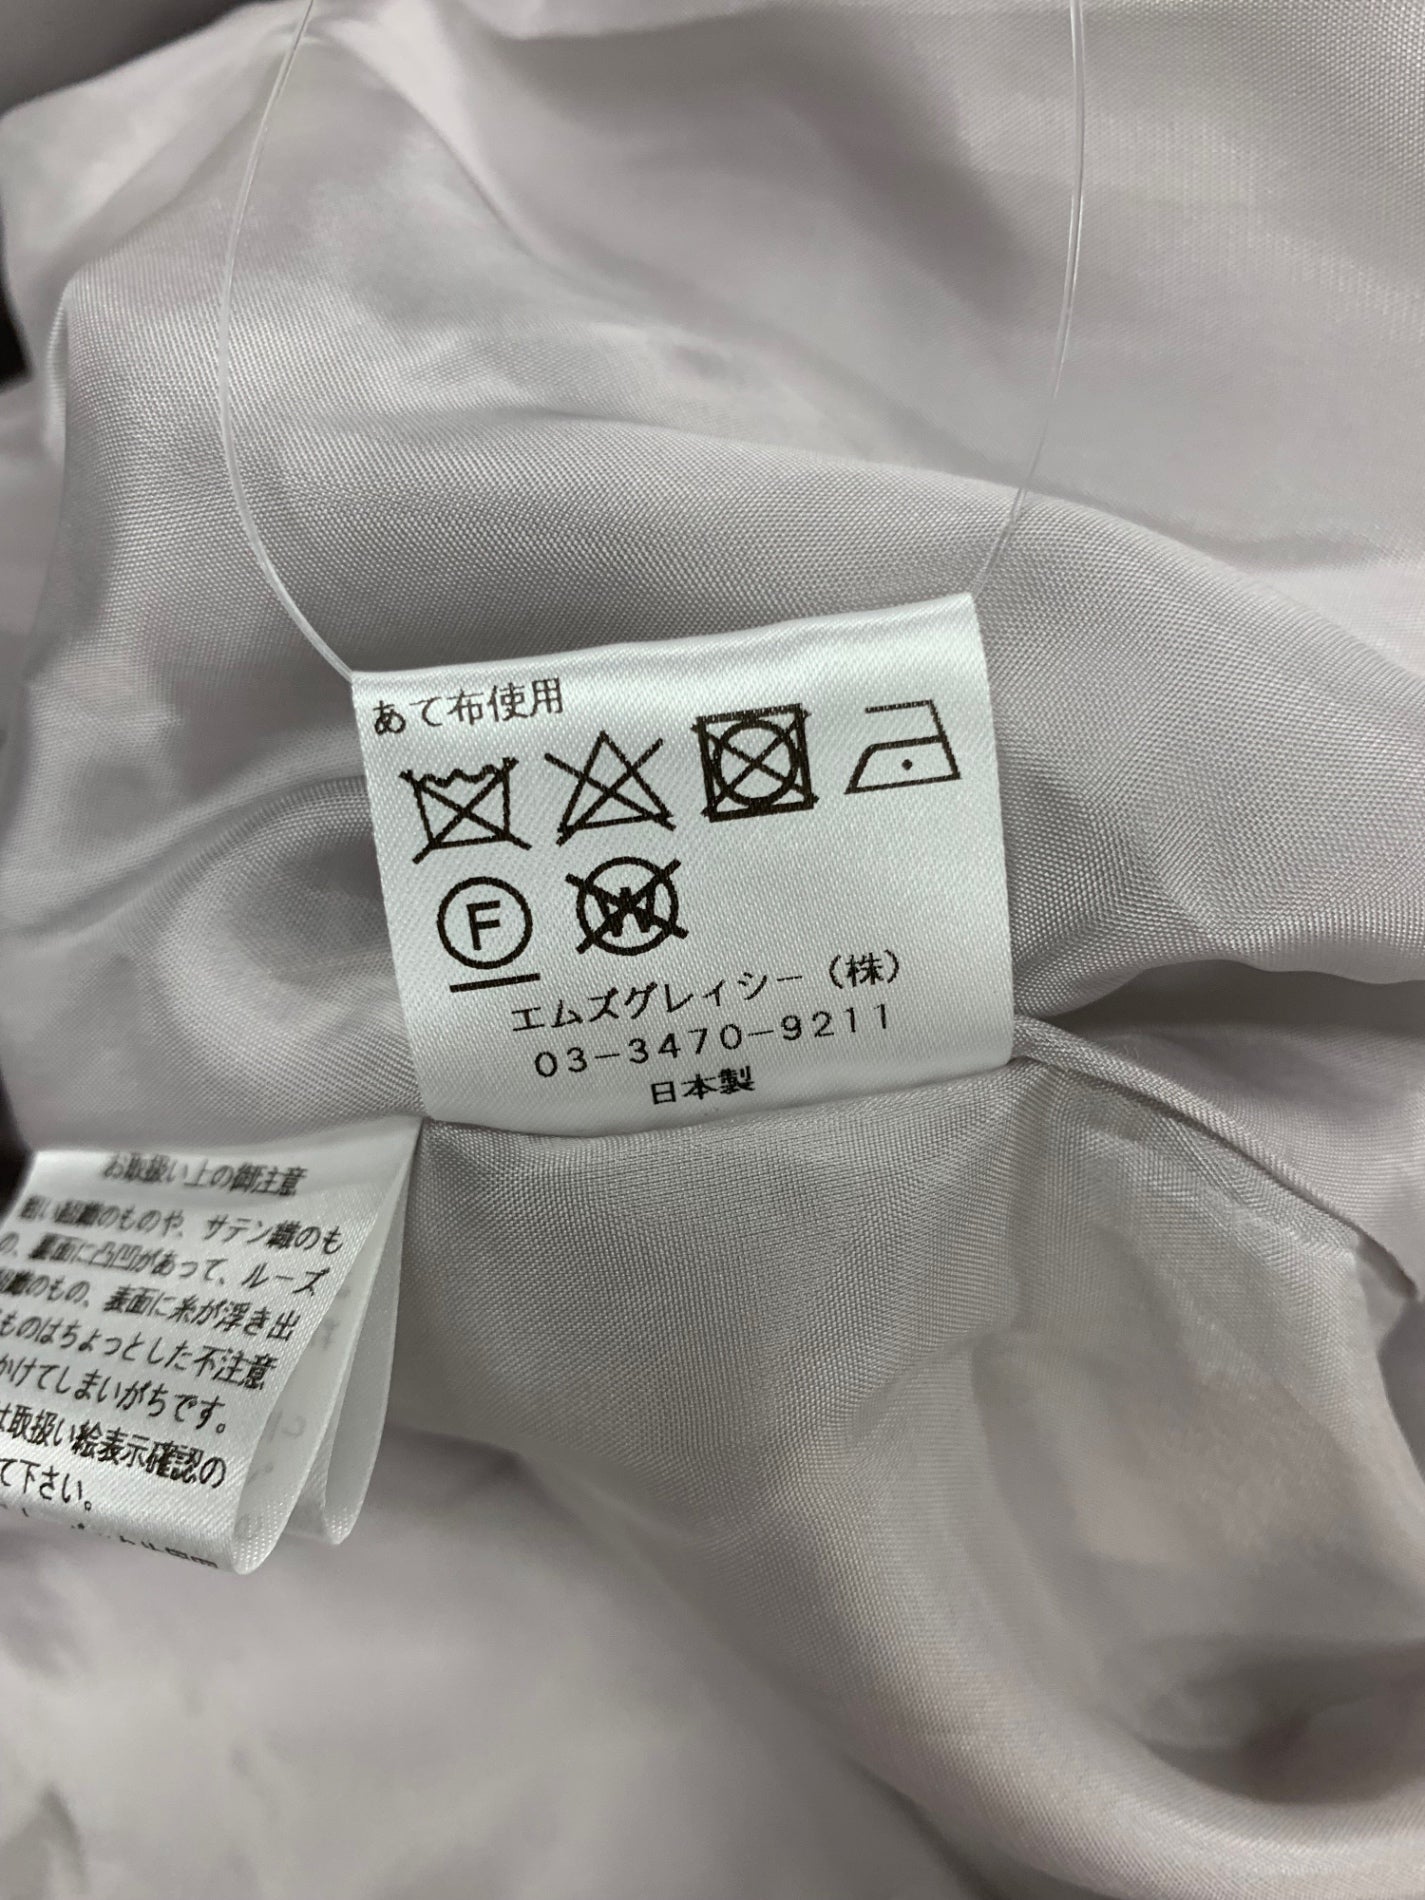 あて布使用
F W
エムズグレィシー（株）
03-3470-9211
日本製
お取扱い上の御注意
粗い組織のものや、サテン織のも
の、裏面に凸凹があって、ルーズ
組織のもの、表面に糸が浮き出
ものはちょっとした不注意
かけてしまいがちです。
は取扱い絵表示確認の
て下さい。